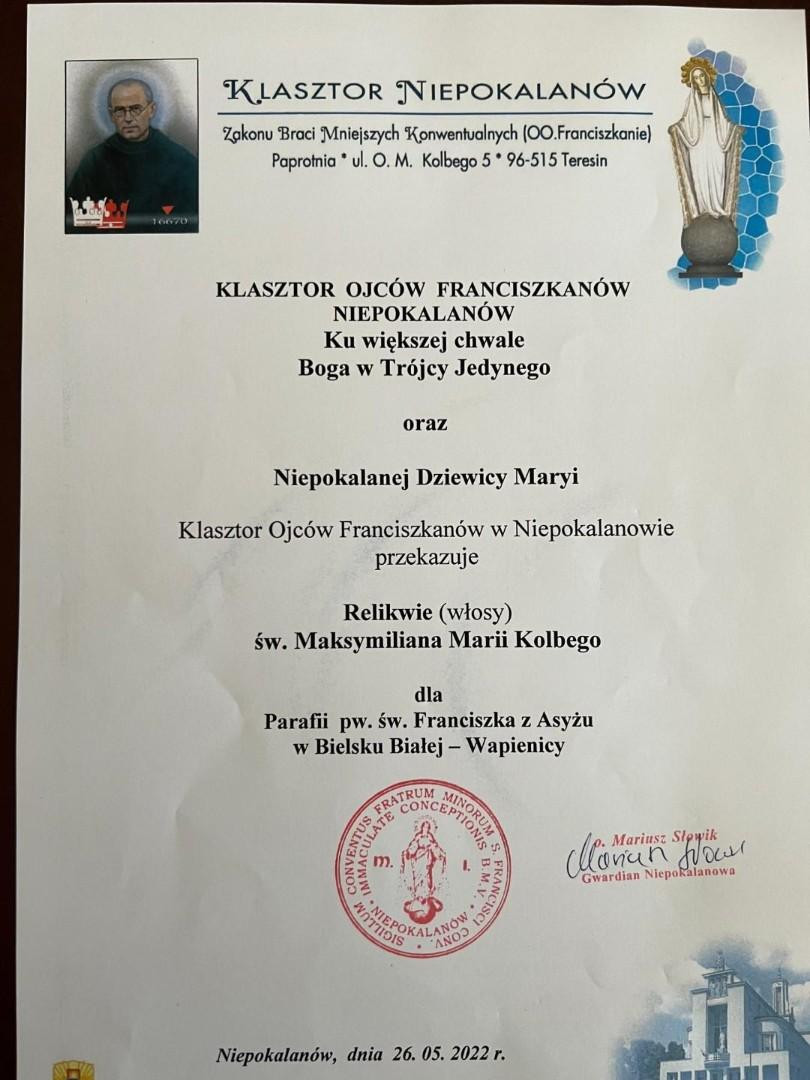 KLASZTOR NIEPOKALANÓW
Zakonu Braci Mniejszych Konwentualnych (OO.Franciszkanie)
Paprotnia * ul. O. M. Kolbego 5 * 96-515 Teresin
16670
KLASZTOR OJCÓW FRANCISZKANÓW
NIEPOKALANÓW
Ku większej chwale
Boga w Trójcy Jedynego
oraz
Niepokalanej Dziewicy Maryi
Klasztor Ojców Franciszkanów w Niepokalanowie
przekazuje
Relikwie (włosy)
św. Maksymiliana Marii Kolbego
dla
Parafii pw. św. Franciszka z Asyżu
w Bielsku Białej – Wapienicy
SIGILLUM CONVENTUS FRATRUM MINORUM S. FRANCISCI CONV.
IMMACULATE CONCEPTIONIS B.M.V.
NIEPOKALANÓW
m. I.
o. Mariusz Słowik
Gwardian Niepokalanowa
Niepokalanów, dnia 26. 05. 2022 r.